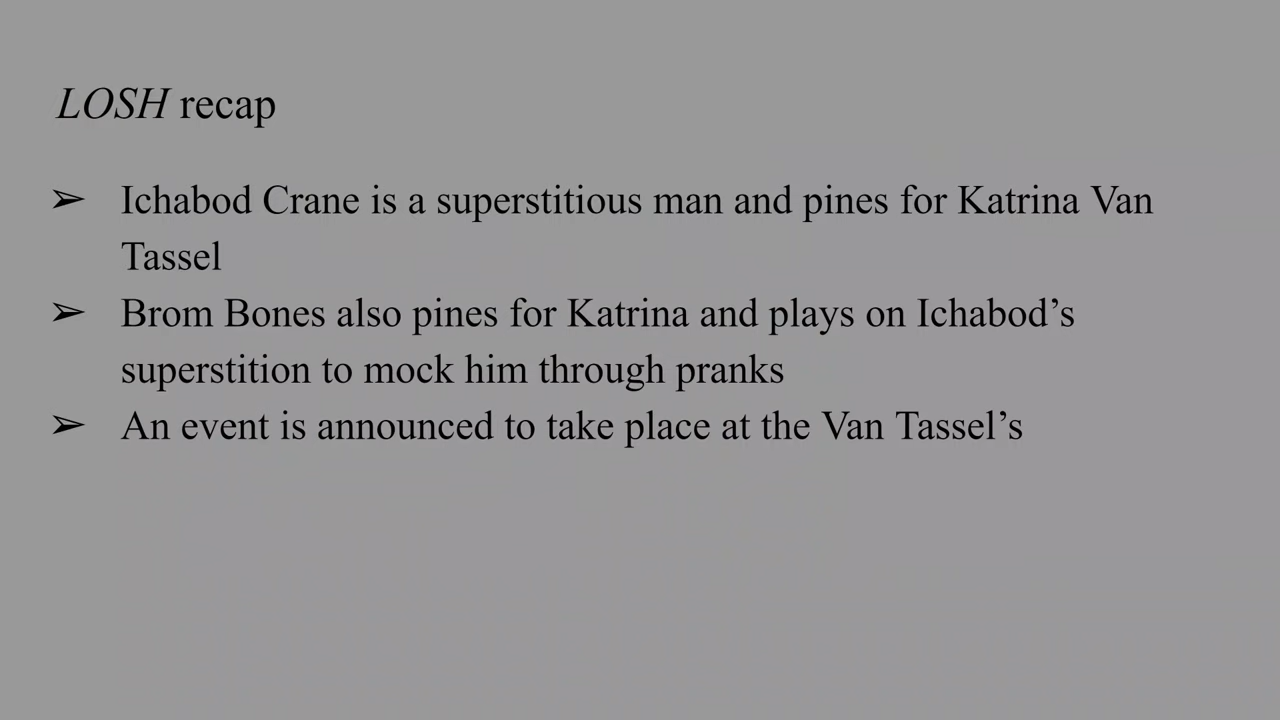 LOSH recap
➢ Ichabod Crane is a superstitious man and pines for Katrina Van
Tassel
➢ Brom Bones also pines for Katrina and plays on Ichabod’s
superstition to mock him through pranks
➢ An event is announced to take place at the Van Tassel’s